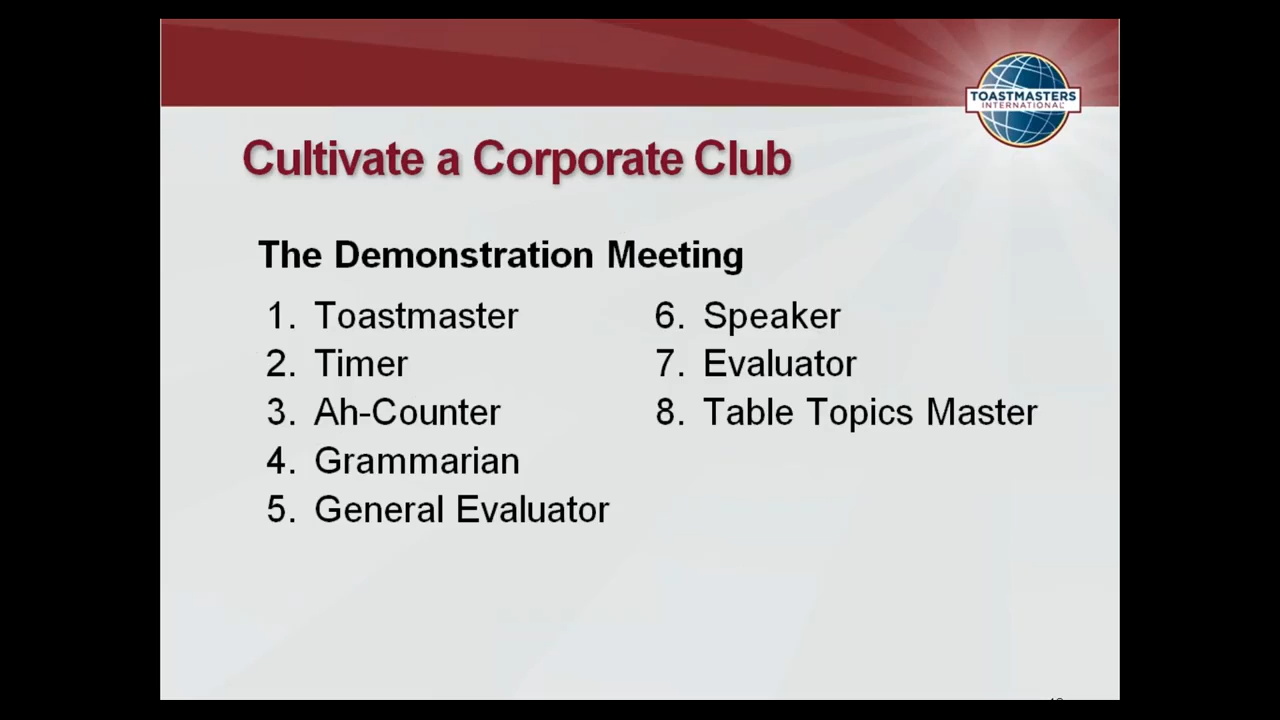 TOASTMASTERS
INTERNATIONAL
Cultivate a Corporate Club
The Demonstration Meeting
1. Toastmaster
2. Timer
3. Ah-Counter
4. Grammarian
5. General Evaluator
6. Speaker
7. Evaluator
8. Table Topics Master